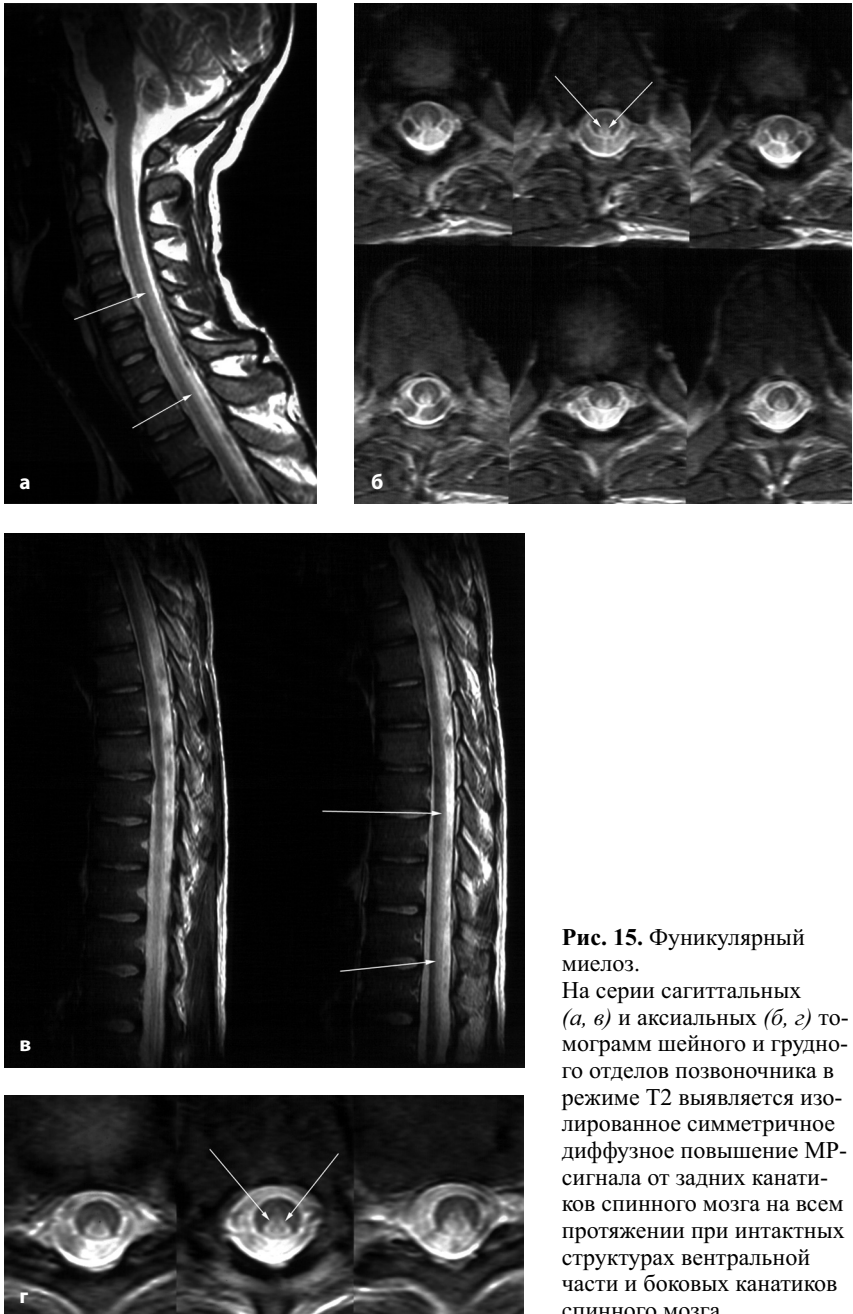 а
б
в
г
Рис. 15. Фуникулярный
миелоз.
На серии сагиттальных
(а, в) и аксиальных (б, г) то-
мограмм шейного и грудно-
го отделов позвоночника в
режиме Т2 выявляется изо-
лированное симметричное
диффузное повышение МР-
сигнала от задних канати-
ков спинного мозга на всем
протяжении при интактных
структурах вентральной
части и боковых канатиков
спинного мозга